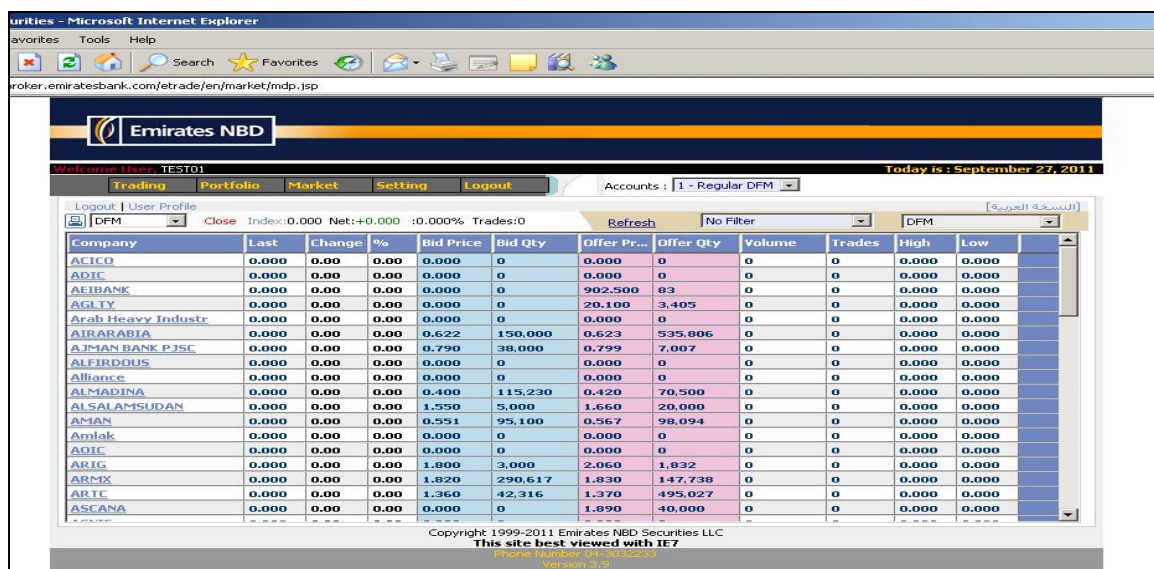 urities - Microsoft Internet Explorer
avorites Tools Help
Search Favorites
roker.emiratesbank.com/etrade/en/market/mdp.jsp
Emirates NBD
Welcome User, TEST01 Today is : September 27, 2011
Trading Portfolio Market Setting Logout Accounts : 1 - Regular DFM
Logout | User Profile [النسخة العربية]
DFM Close Index:0.000 Net:+0.000 :0.000% Trades:0 Refresh No Filter DFM
Company Last Change % Bid Price Bid Qty Offer Pr... Offer Qty Volume Trades High Low
ACICO 0.000 0.00 0.00 0.000 0 0.000 0 0 0 0.000 0.000
ADIC 0.000 0.00 0.00 0.000 0 0.000 0 0 0 0.000 0.000
AEIBANK 0.000 0.00 0.00 0.000 0 902.500 83 0 0 0.000 0.000
AGLTY 0.000 0.00 0.00 0.000 0 20.100 3,405 0 0 0.000 0.000
Arab Heavy Industr 0.000 0.00 0.00 0.000 0 0.000 0 0 0 0.000 0.000
AIRARABIA 0.000 0.00 0.00 0.622 150,000 0.623 535,806 0 0 0.000 0.000
AJMAN BANK PJSC 0.000 0.00 0.00 0.790 38,000 0.799 7,007 0 0 0.000 0.000
ALFIRDOUS 0.000 0.00 0.00 0.000 0 0.000 0 0 0 0.000 0.000
Alliance 0.000 0.00 0.00 0.000 0 0.000 0 0 0 0.000 0.000
ALMADINA 0.000 0.00 0.00 0.400 115,230 0.420 70,500 0 0 0.000 0.000
ALSALAMSUDAN 0.000 0.00 0.00 1.550 5,000 1.660 20,000 0 0 0.000 0.000
AMAN 0.000 0.00 0.00 0.551 95,100 0.567 98,094 0 0 0.000 0.000
Amlak 0.000 0.00 0.00 0.000 0 0.000 0 0 0 0.000 0.000
AOIC 0.000 0.00 0.00 0.000 0 0.000 0 0 0 0.000 0.000
ARIG 0.000 0.00 0.00 1.800 3,000 2.060 1,832 0 0 0.000 0.000
ARMX 0.000 0.00 0.00 1.820 290,617 1.830 147,738 0 0 0.000 0.000
ARTC 0.000 0.00 0.00 1.360 42,316 1.370 495,027 0 0 0.000 0.000
ASCANA 0.000 0.00 0.00 0.000 0 1.890 40,000 0 0 0.000 0.000
Copyright 1999-2011 Emirates NBD Securities LLC
This site best viewed with IE7
Phone Number 04-3032233
Version 3.9